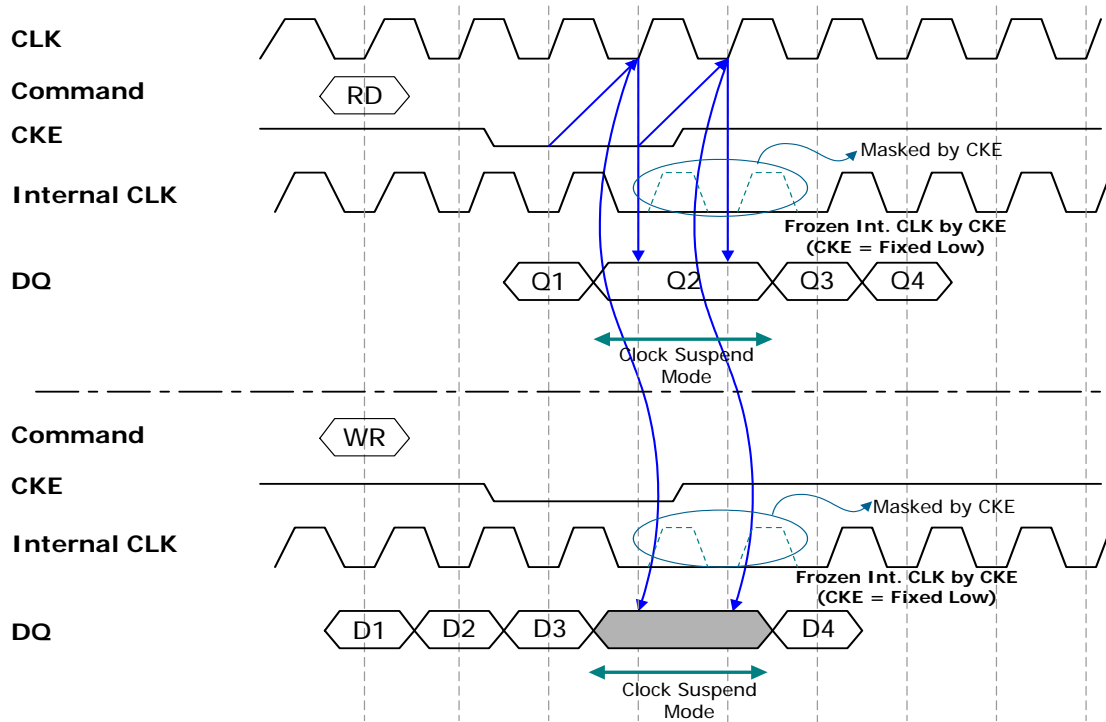 CLK
Command
RD
CKE
Masked by CKE
Internal CLK
Frozen Int. CLK by CKE
(CKE = Fixed Low)
DQ
Q1
Q2
Q3
Q4
Clock Suspend
Mode
Command
WR
CKE
Masked by CKE
Internal CLK
Frozen Int. CLK by CKE
(CKE = Fixed Low)
DQ
D1
D2
D3
D4
Clock Suspend
Mode